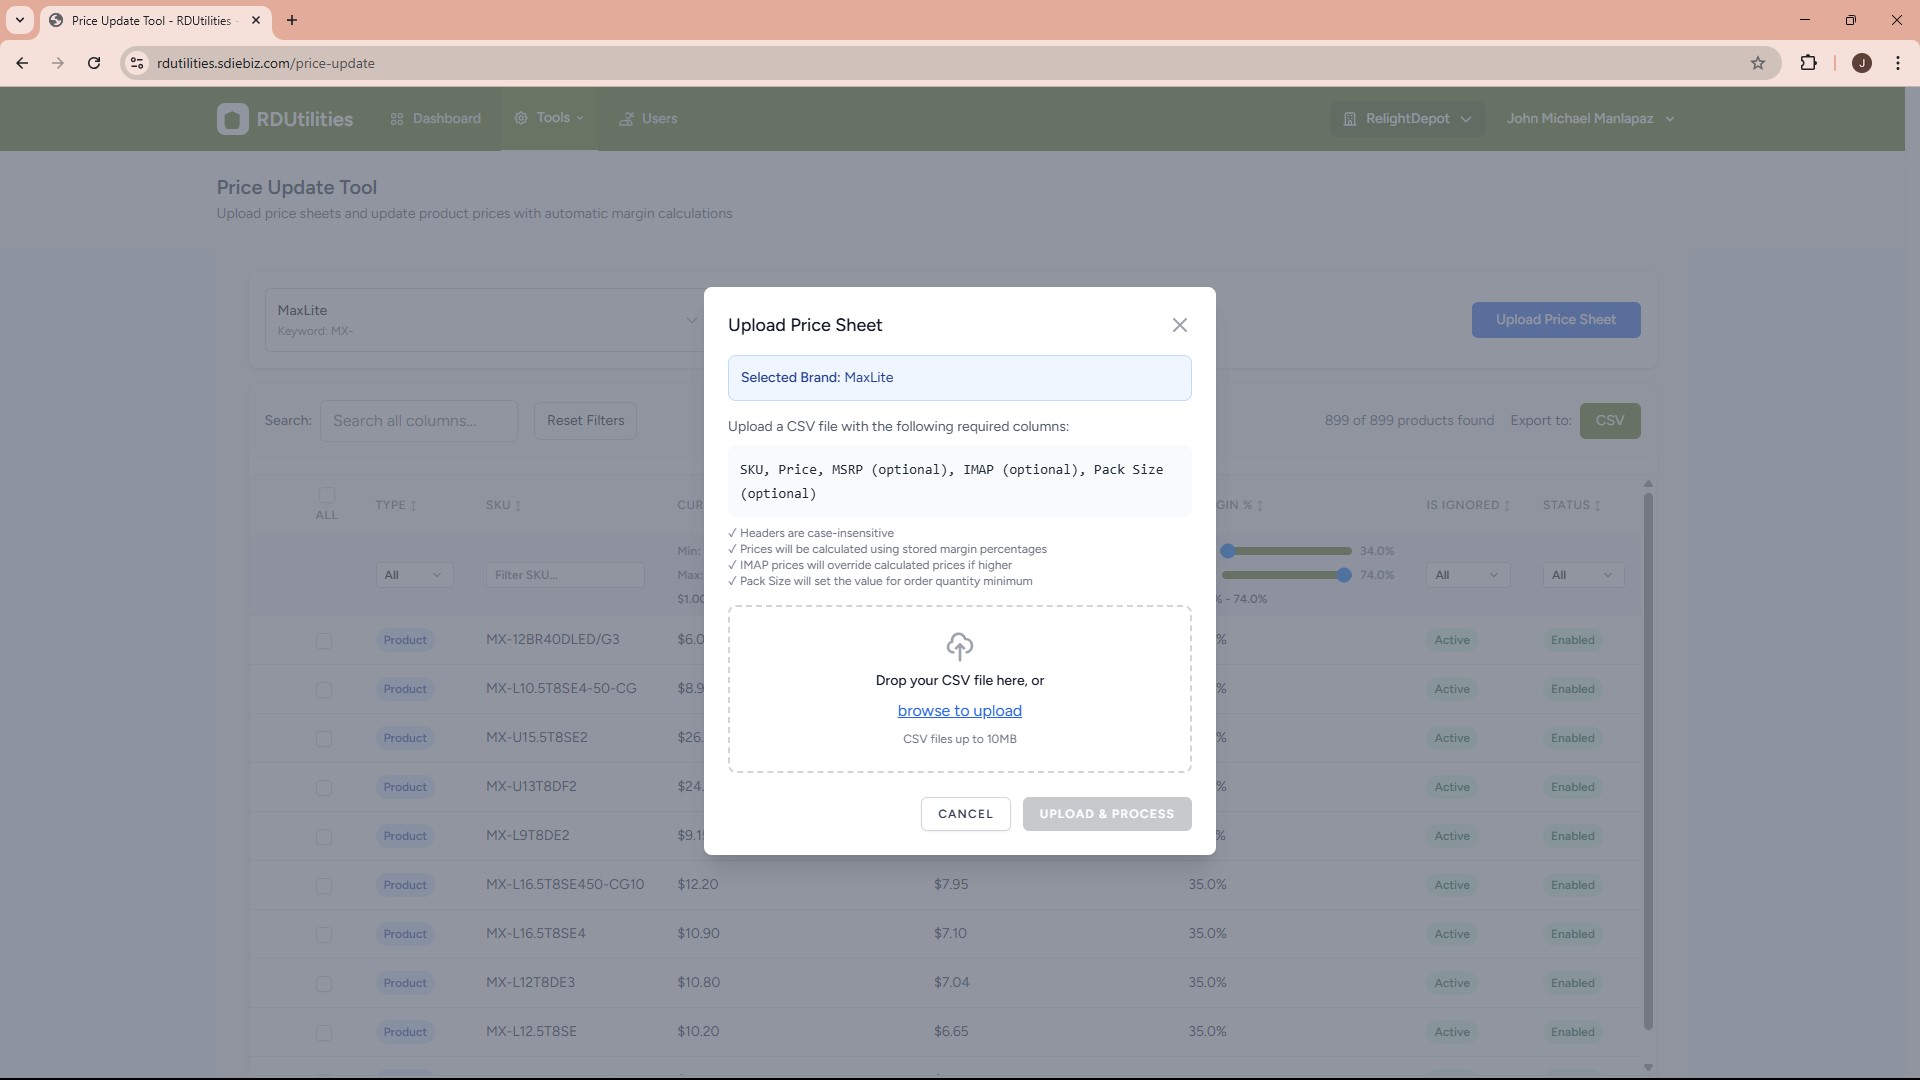 Price Update Tool - RDUtilities
rdutilities.sdiebiz.com/price-update
J
RDUtilities
Dashboard
Tools
Users
RelightDepot
John Michael Manlapaz
Price Update Tool
Upload price sheets and update product prices with automatic margin calculations
MaxLite
Keyword: MX-
Upload Price Sheet
Search:
Search all columns...
Reset Filters
899 of 899 products found
Export to:
CSV
ALL
TYPE
SKU
CUR
GIN %
IS IGNORED
STATUS
Min:
34.0%
All
Filter SKU...
Max:
74.0%
All
All
$1.00
% - 74.0%
Product
MX-12BR40DLED/G3
$6.0
%
Active
Enabled
Product
MX-L10.5T8SE4-50-CG
$8.9
%
Active
Enabled
Product
MX-U15.5T8SE2
$26.
%
Active
Enabled
Product
MX-U13T8DF2
$24.
%
Active
Enabled
Product
MX-L9T8DE2
$9.1
%
Active
Enabled
Product
MX-L16.5T8SE450-CG10
$12.20
$7.95
35.0%
Active
Enabled
Product
MX-L16.5T8SE4
$10.90
$7.10
35.0%
Active
Enabled
Product
MX-L12T8DE3
$10.80
$7.04
35.0%
Active
Enabled
Product
MX-L12.5T8SE
$10.20
$6.65
35.0%
Active
Enabled
Upload Price Sheet
Selected Brand: MaxLite
Upload a CSV file with the following required columns:
SKU, Price, MSRP (optional), IMAP (optional), Pack Size
(optional)
✓ Headers are case-insensitive
✓ Prices will be calculated using stored margin percentages
✓ IMAP prices will override calculated prices if higher
✓ Pack Size will set the value for order quantity minimum
Drop your CSV file here, or
browse to upload
CSV files up to 10MB
CANCEL
UPLOAD & PROCESS